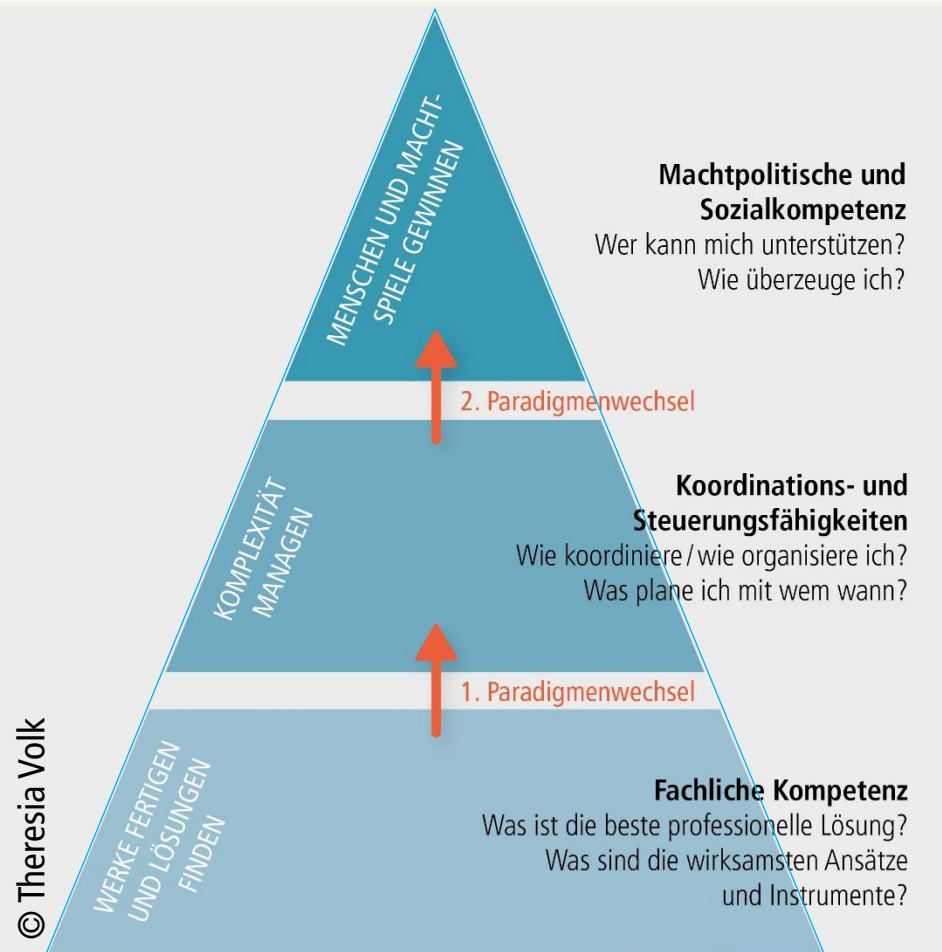 MENSCHEN UND MACHT-
SPIELE GEWINNEN
Machtpolitische und
Sozialkompetenz
Wer kann mich unterstützen?
Wie überzeuge ich?
2. Paradigmenwechsel
KOMPLEXITÄT
MANAGEN
Koordinations- und
Steuerungsfähigkeiten
Wie koordiniere / wie organisiere ich?
Was plane ich mit wem wann?
1. Paradigmenwechsel
WERKE FERTIGEN
UND LÖSUNGEN
FINDEN
Fachliche Kompetenz
Was ist die beste professionelle Lösung?
Was sind die wirksamsten Ansätze
und Instrumente?
© Theresia Volk